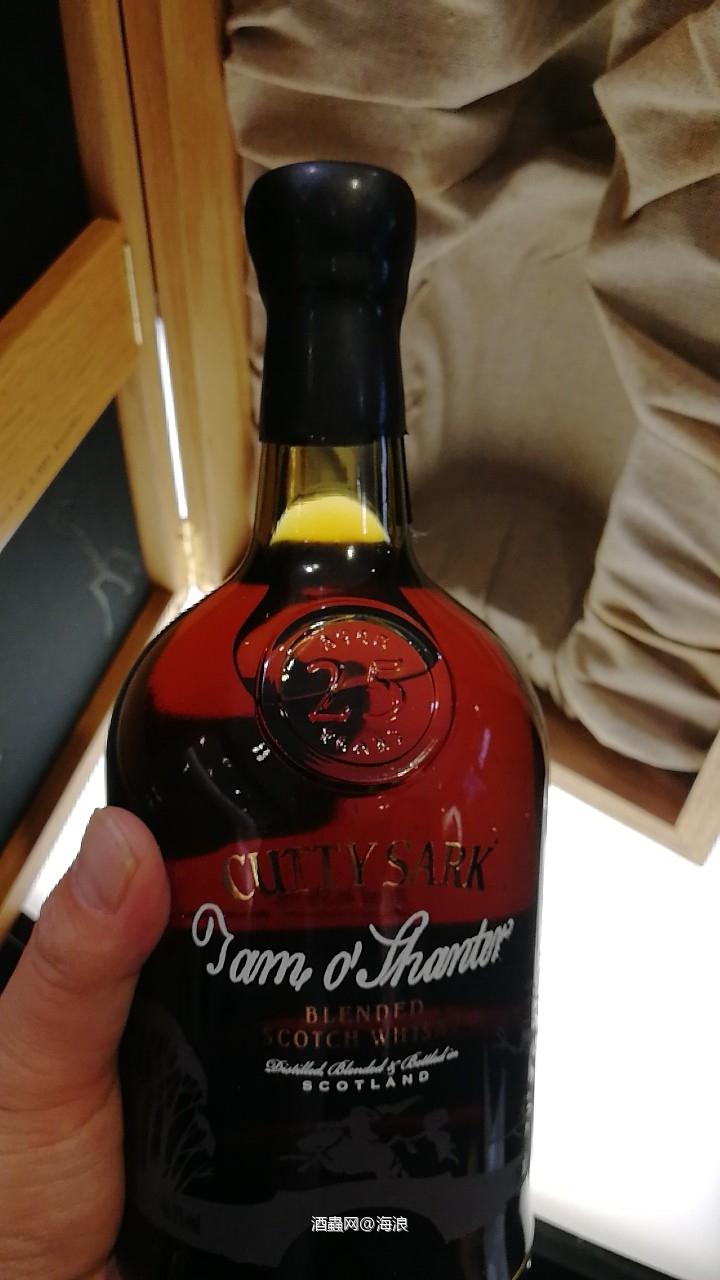 AGED
25
YEARS
CUTTY SARK
Tam o' Shanter
BLENDED
SCOTCH WHISKY
Distilled, Blended & Bottled in
SCOTLAND
酒蟲网@海浪